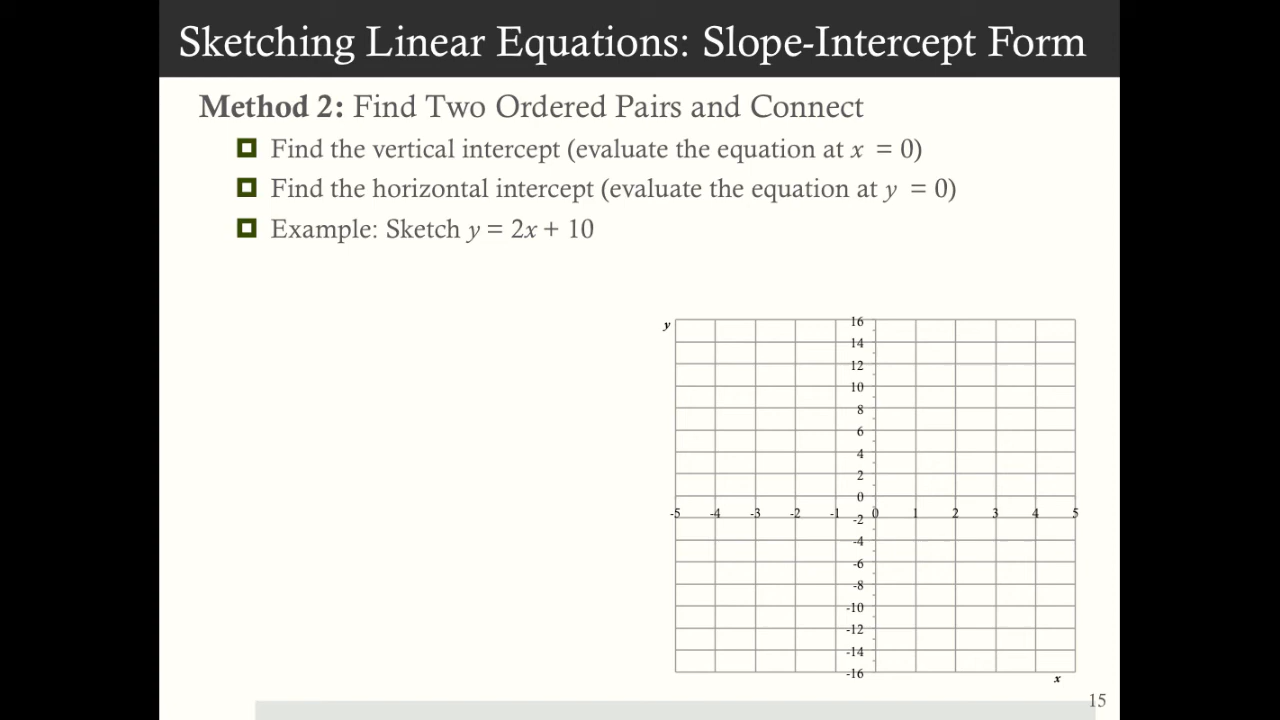 Sketching Linear Equations: Slope-Intercept Form
Method 2: Find Two Ordered Pairs and Connect
Find the vertical intercept (evaluate the equation at x = 0)
Find the horizontal intercept (evaluate the equation at y = 0)
Example: Sketch y = 2x + 10
y
16
14
12
10
8
6
4
2
0
-5 -4 -3 -2 -1 0 1 2 3 4 5
-2
-4
-6
-8
-10
-12
-14
-16
x
15